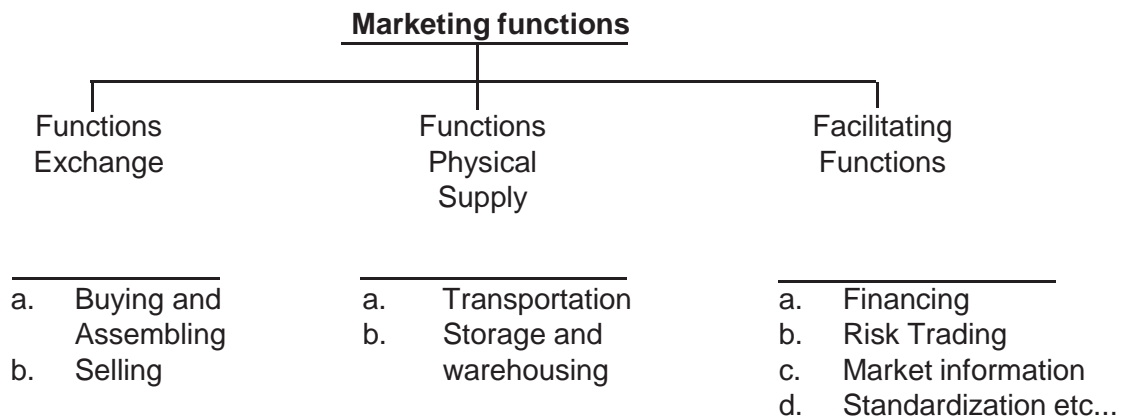 Marketing functions
Functions
Exchange
Functions
Physical
Supply
Facilitating
Functions
a. Buying and
Assembling
b. Selling
a. Transportation
b. Storage and
warehousing
a. Financing
b. Risk Trading
c. Market information
d. Standardization etc...